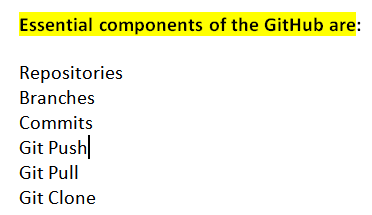 Essential components of the GitHub are:
Repositories
Branches
Commits
Git Push
Git Pull
Git Clone